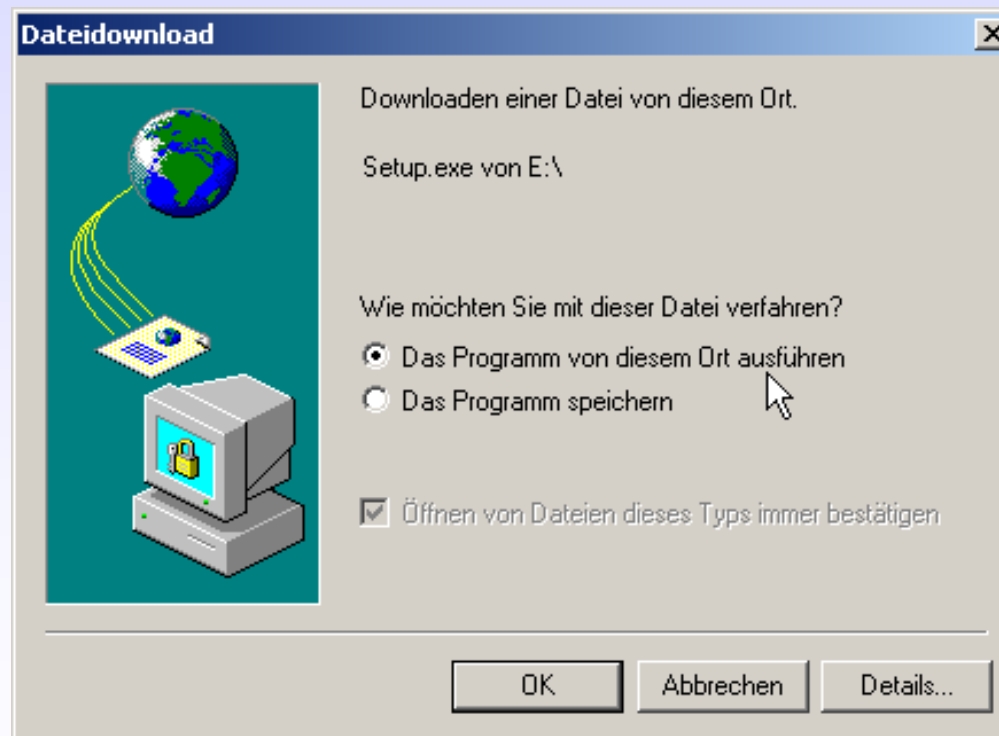 Dateidownload
Downloaden einer Datei von diesem Ort.
Setup.exe von E:\
Wie möchten Sie mit dieser Datei verfahren?
Das Programm von diesem Ort ausführen
Das Programm speichern
Öffnen von Dateien dieses Typs immer bestätigen
OK Abbrechen Details...